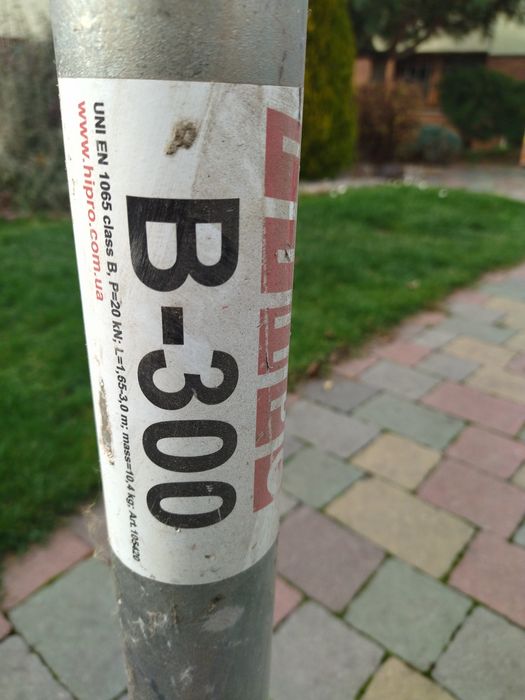 B-300
UNI EN 1065 class B, P=20 kN; L=1,65-3,0 m; mass=10,4 kg; Art.105420
www.hipro.com.ua